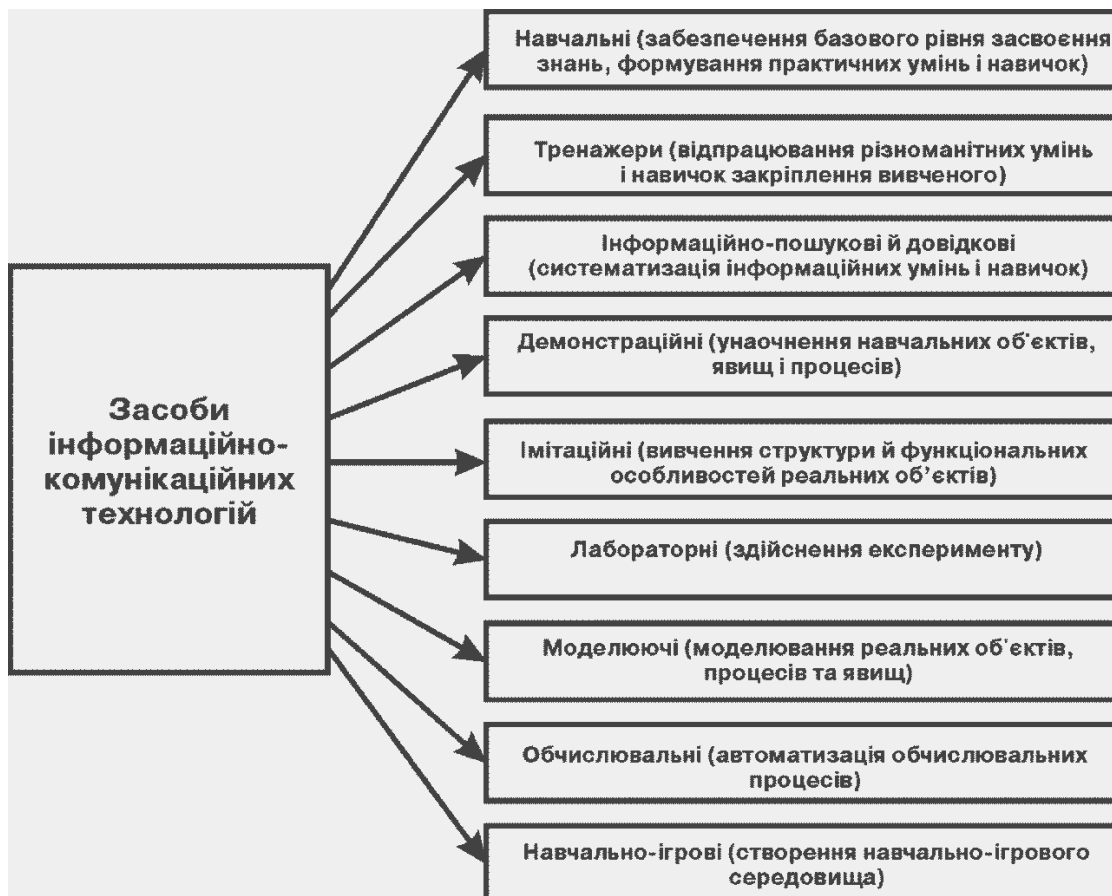 Навчальні (забезпечення базового рівня засвоєння
знань, формування практичних умінь і навичок)
Тренажери (відпрацювання різноманітних умінь
і навичок закріплення вивченого)
Інформаційно-пошукові й довідкові
(систематизація інформаційних умінь і навичок)
Демонстраційні (унаочнення навчальних об'єктів,
явищ і процесів)
Засоби
інформаційно-
комунікаційних
технологій
Імітаційні (вивчення структури й функціональних
особливостей реальних об’єктів)
Лабораторні (здійснення експерименту)
Моделюючі (моделювання реальних об'єктів,
процесів та явищ)
Обчислювальні (автоматизація обчислювальних
процесів)
Навчально-ігрові (створення навчально-ігрового
середовища)